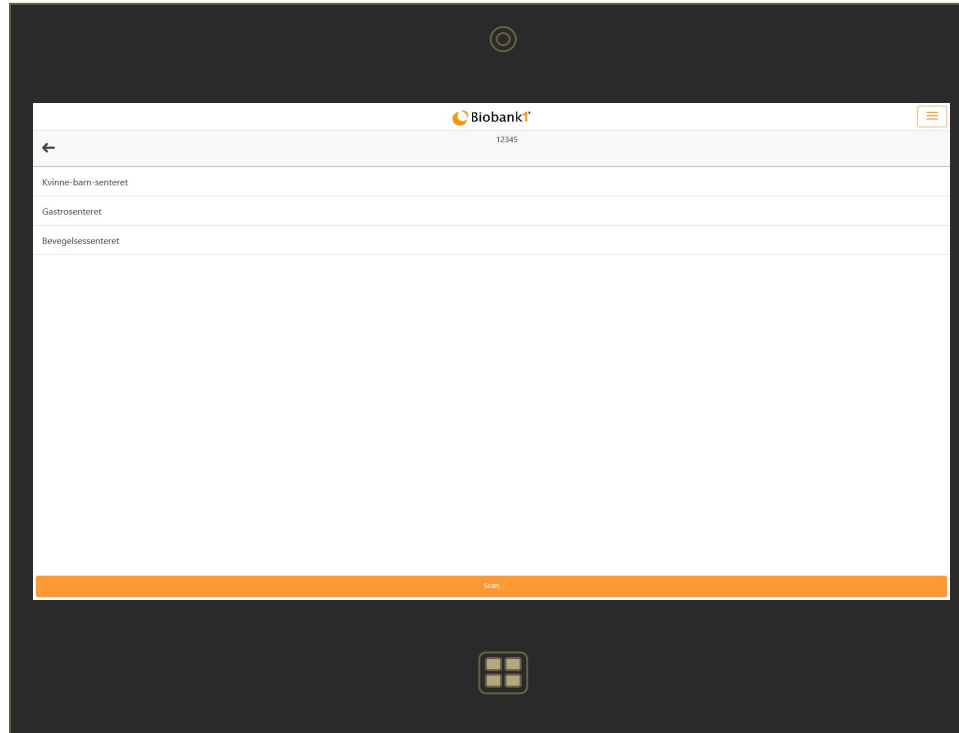 Biobank1
12345
Kvinne-barn-senteret
Gastrosenteret
Bevegelsessenteret
Scan